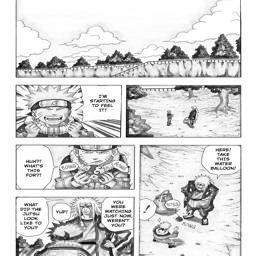 I'M
STARTING
TO FEEL
IT!
HERE!
TAKE THIS
WATER
BALLOON!
HUH?!
WHAT'S
THIS
FOR?!
WHAT
DID THE
JUTSU
LOOK
LIKE TO
YOU?
YUP!
YOU
WERE
WATCHING
JUST NOW,
WEREN'T
YOU?